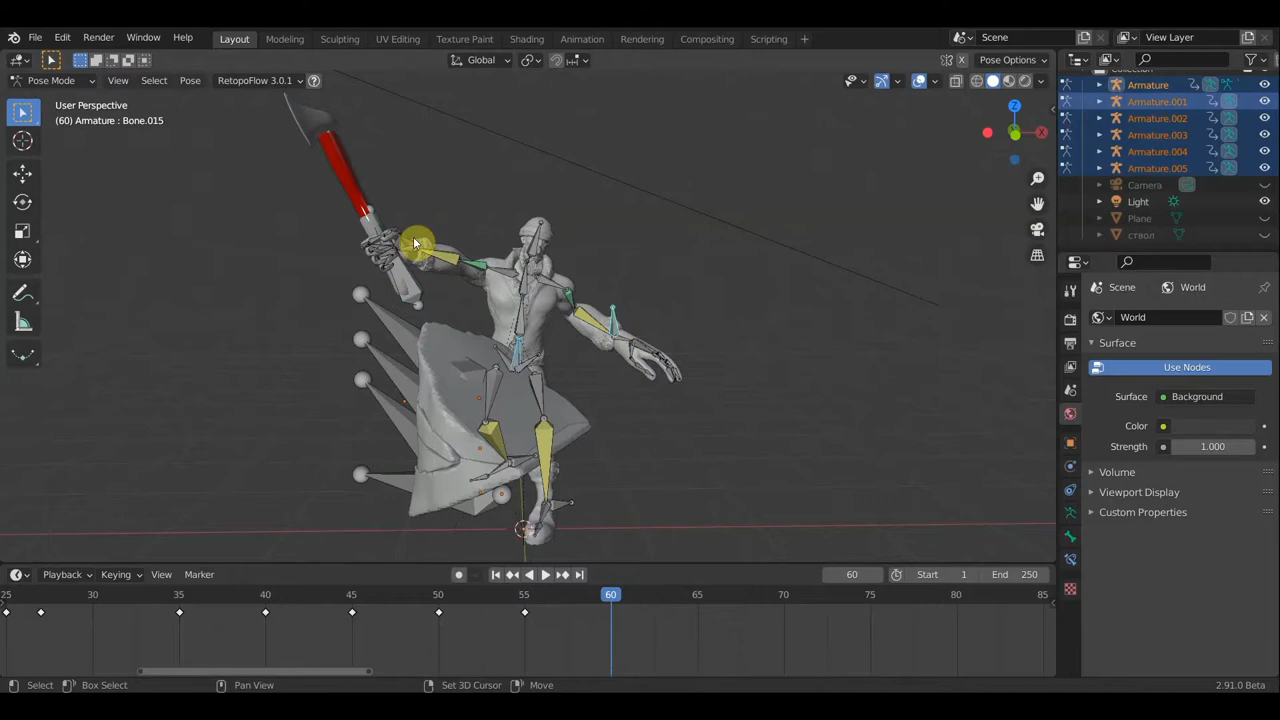 File Edit Render Window Help Layout Modeling Sculpting UV Editing Texture Paint Shading Animation Rendering Compositing Scripting + Scene View Layer
Global Pose Options
Pose Mode View Select Pose RetopoFlow 3.0.1
Collection
Armature
Armature.001
Armature.002
Armature.003
Armature.004
Armature.005
Camera
Light
Plane
ствол
User Perspective
(60) Armature : Bone.015
Z
X
Scene World
World
Surface
Use Nodes
Surface Background
Color
Strength 1.000
Volume
Viewport Display
Custom Properties
Playback Keying View Marker 60 Start 1 End 250
25 30 35 40 45 50 55 60 65 70 75 80 85
Select Box Select Pan View Set 3D Cursor Move 2.91.0 Beta